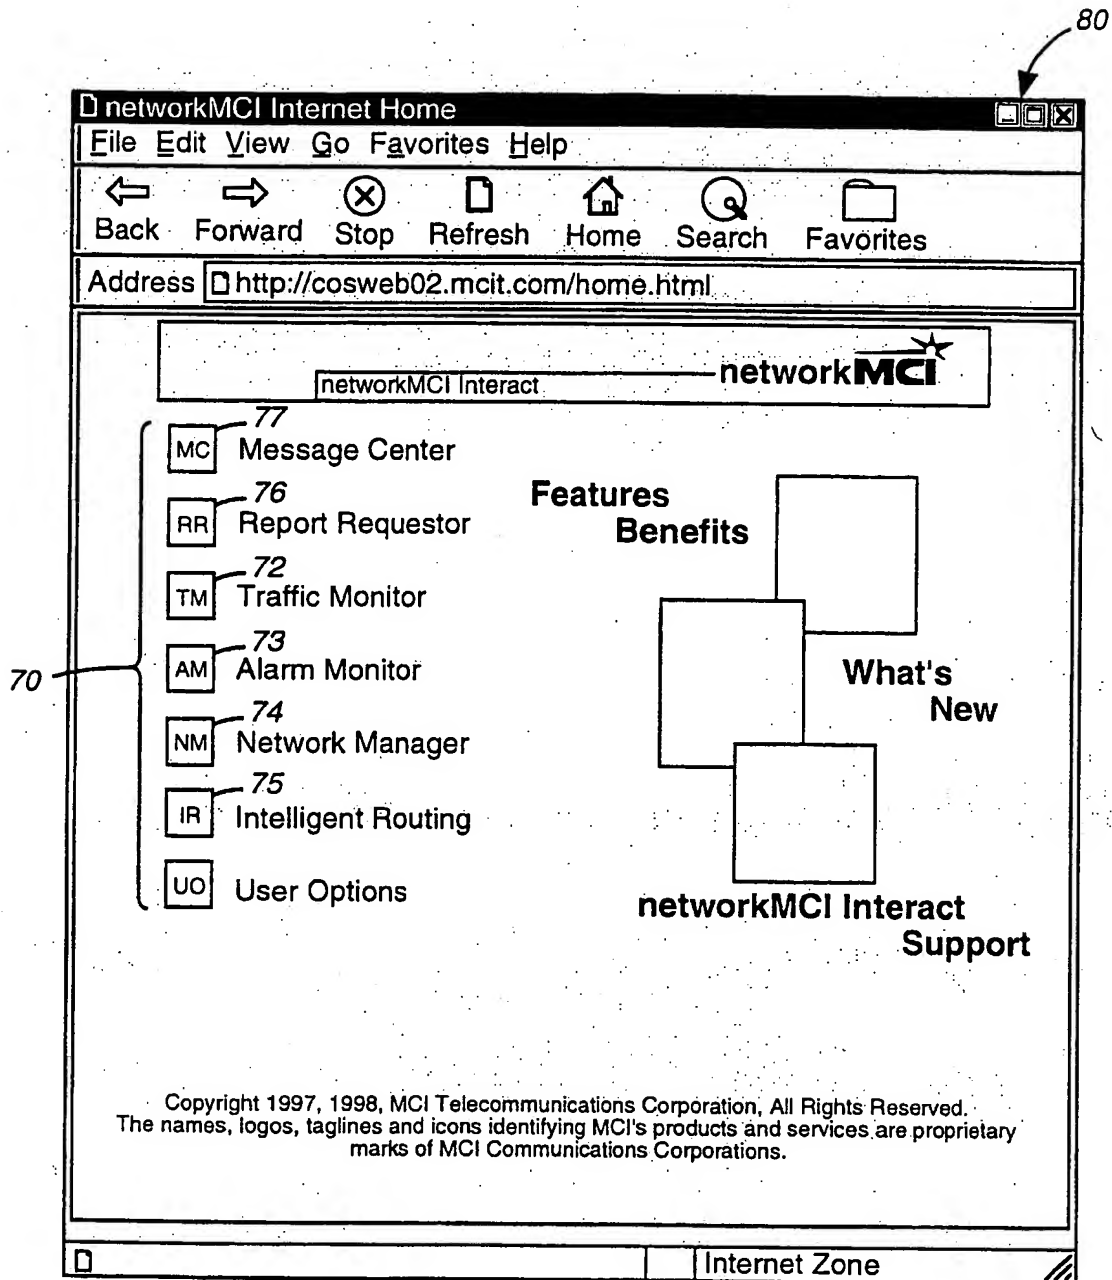 80
networkMCI Internet Home
File Edit View Go Favorites Help
Back Forward Stop Refresh Home Search Favorites
Address http://cosweb02.mcit.com/home.html
networkMCI Interact
networkMCI
77
MC Message Center
76
RR Report Requestor
72
TM Traffic Monitor
73
AM Alarm Monitor
70
74
NM Network Manager
75
IR Intelligent Routing
UO User Options
Features
Benefits
What's
New
networkMCI Interact
Support
Copyright 1997, 1998, MCI Telecommunications Corporation, All Rights Reserved.
The names, logos, taglines and icons identifying MCI's products and services are proprietary
marks of MCI Communications Corporations.
Internet Zone